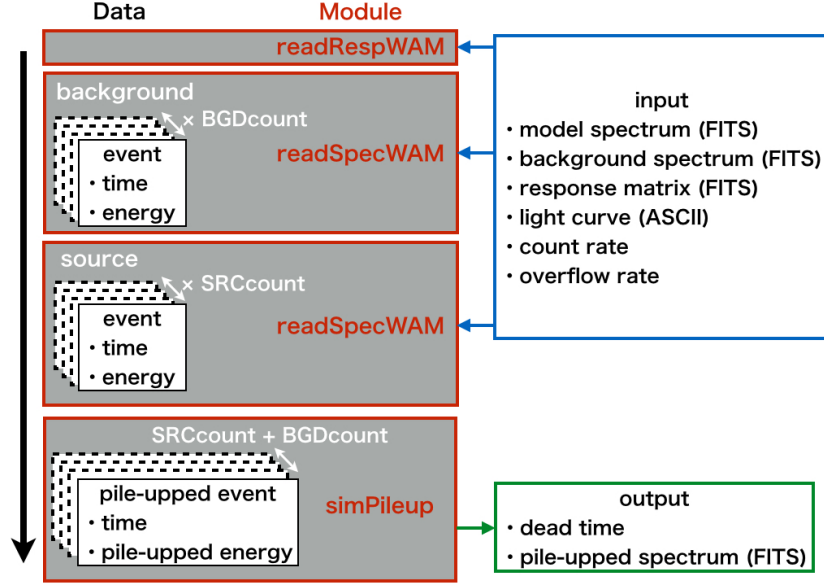 Data
Module
readRespWAM
background
× BGDcount
event
・time
・energy
readSpecWAM
source
× SRCcount
event
・time
・energy
readSpecWAM
SRCcount + BGDcount
pile-upped event
・time
・pile-upped energy
simPileup
input
・model spectrum (FITS)
・background spectrum (FITS)
・response matrix (FITS)
・light curve (ASCII)
・count rate
・overflow rate
output
・dead time
・pile-upped spectrum (FITS)